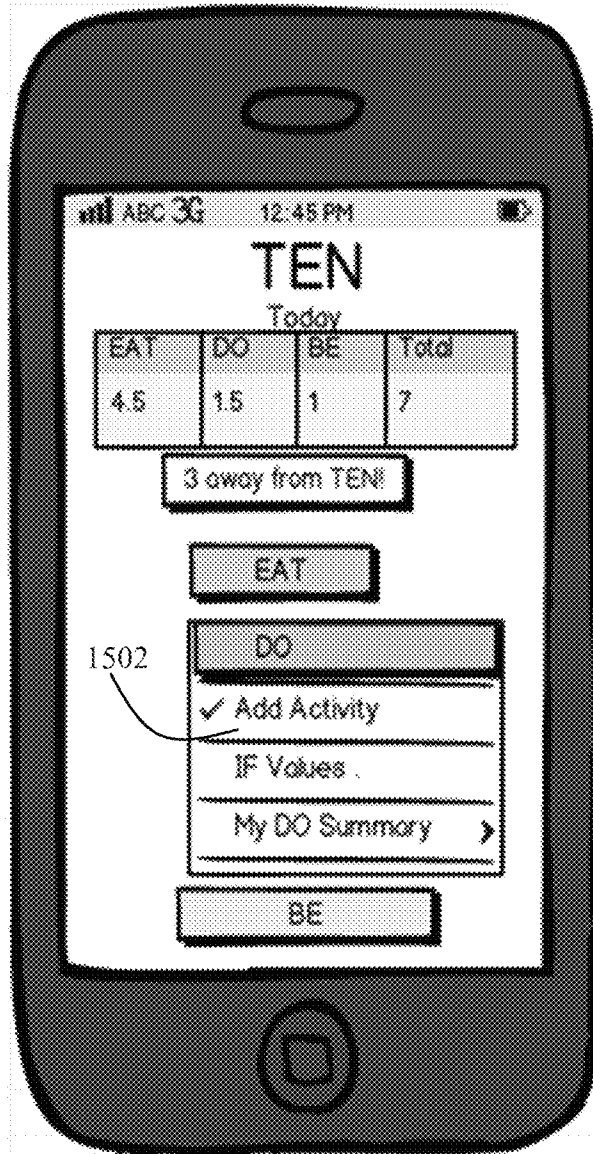 ABC 3G 12:45 PM
TEN
Today
EAT DO BE Total
4.5 1.5 1 7
3 away from TEN!
EAT
DO
1502
Add Activity
IF Values .
My DO Summary >
BE